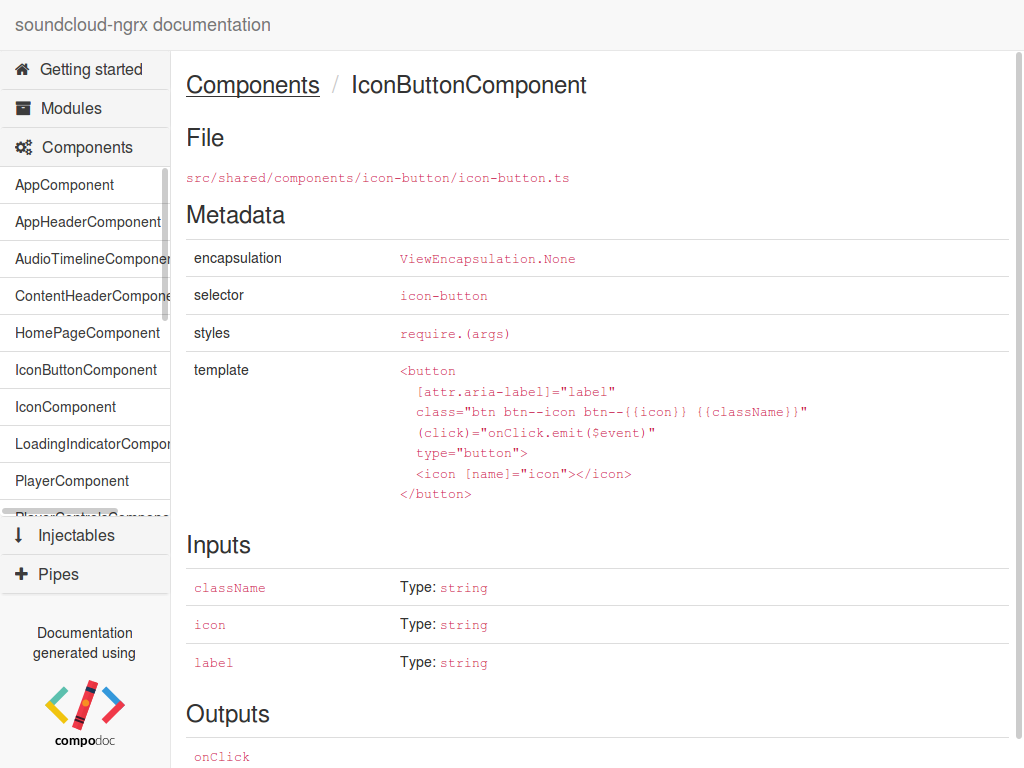 soundcloud-ngrx documentation
Getting started
Modules
Components
AppComponent
AppHeaderComponent
AudioTimelineComponen
ContentHeaderCompone
HomePageComponent
IconButtonComponent
IconComponent
LoadingIndicatorCompor
PlayerComponent
PlayerControlsCompone
Injectables
Pipes
Documentation
generated using
compodoc
Components / IconButtonComponent
File
src/shared/components/icon-button/icon-button.ts
Metadata
encapsulation ViewEncapsulation.None
selector icon-button
styles require.(args)
template <button
[attr.aria-label]="label"
class="btn btn--icon btn--{{icon}} {{className}}"
(click)="onClick.emit($event)"
type="button">
<icon [name]="icon"></icon>
</button>
Inputs
className Type: string
icon Type: string
label Type: string
Outputs
onClick